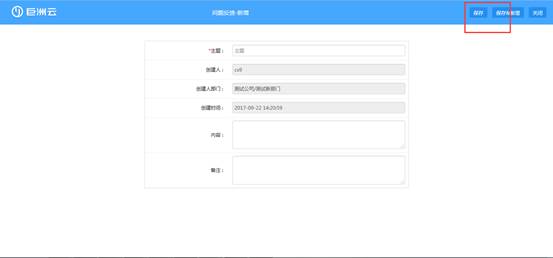 巨洲云
问题反馈-新增
保存
保存并新增
关闭
*主题：
主题
创建人：
cs9
创建人部门：
测试公司/测试新部门
创建时间：
2017-09-22 14:20:59
内容：
备注：